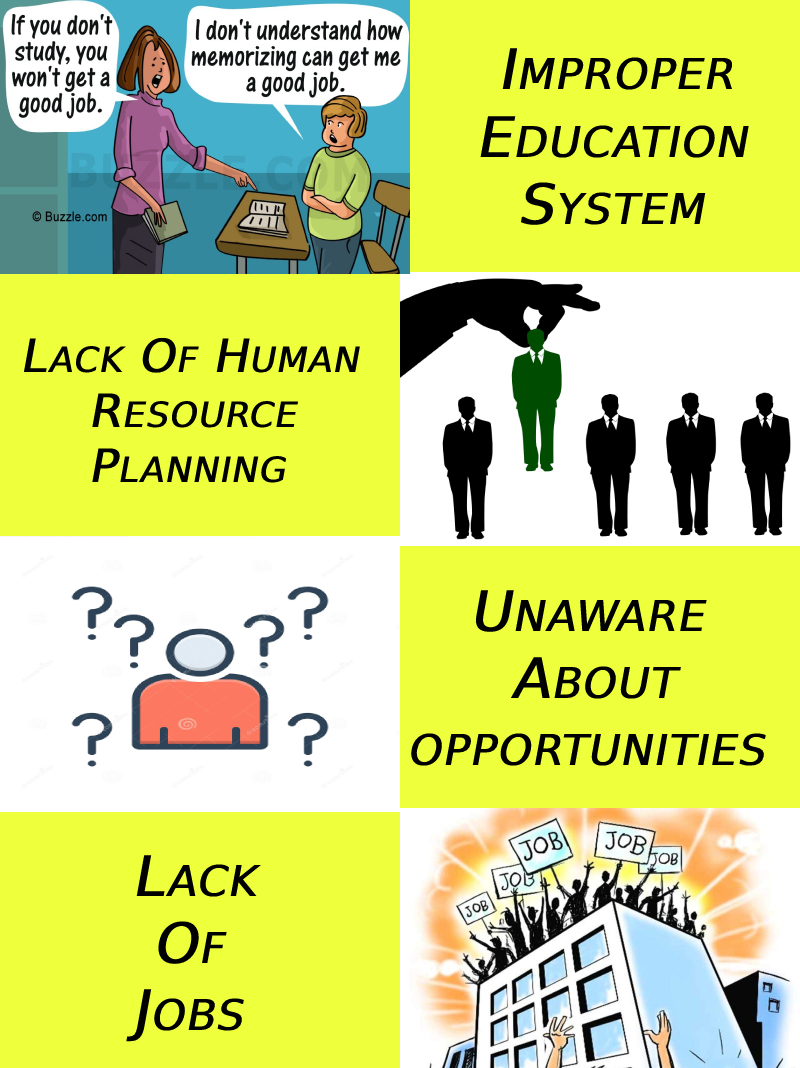 If you don't
study, you
won't get a
good job.
I don't understand how
memorizing can get me
a good job.
BUZZLE.COM
© Buzzle.com
IMPROPER
EDUCATION
SYSTEM
LACK OF HUMAN
RESOURCE
PLANNING
UNAWARE
ABOUT
OPPORTUNITIES
LACK
OF
JOBS
JOB
JOB
JOB
JOB
JOB